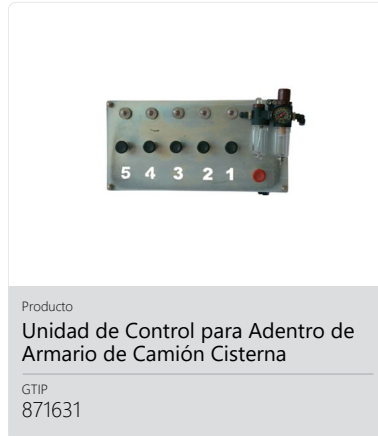 5 4 3 2 1
Producto
Unidad de Control para Adentro de
Armario de Camión Cisterna
GTIP
871631